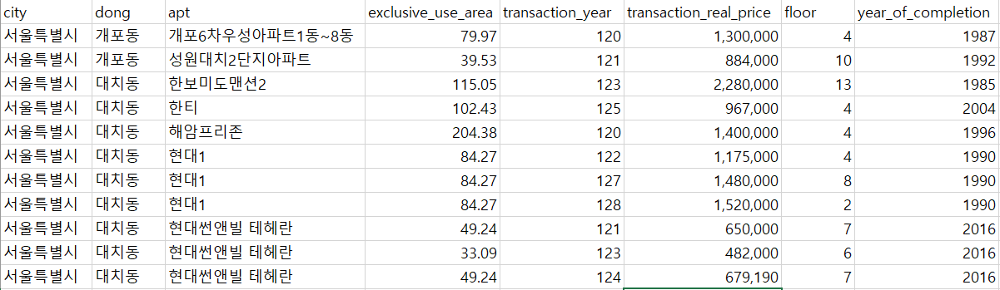 city dong apt exclusive_use_area transaction_year transaction_real_price floor year_of_completion
서울특별시 개포동 개포6차우성아파트1동~8동 79.97 120 1,300,000 4 1987
서울특별시 개포동 성원대치2단지아파트 39.53 121 884,000 10 1992
서울특별시 대치동 한보미도맨션2 115.05 123 2,280,000 13 1985
서울특별시 대치동 한티 102.43 125 967,000 4 2004
서울특별시 대치동 해암프리존 204.38 120 1,400,000 4 1996
서울특별시 대치동 현대1 84.27 122 1,175,000 4 1990
서울특별시 대치동 현대1 84.27 127 1,480,000 8 1990
서울특별시 대치동 현대1 84.27 128 1,520,000 2 1990
서울특별시 대치동 현대썬앤빌 테헤란 49.24 121 650,000 7 2016
서울특별시 대치동 현대썬앤빌 테헤란 33.09 123 482,000 6 2016
서울특별시 대치동 현대썬앤빌 테헤란 49.24 124 679,190 7 2016